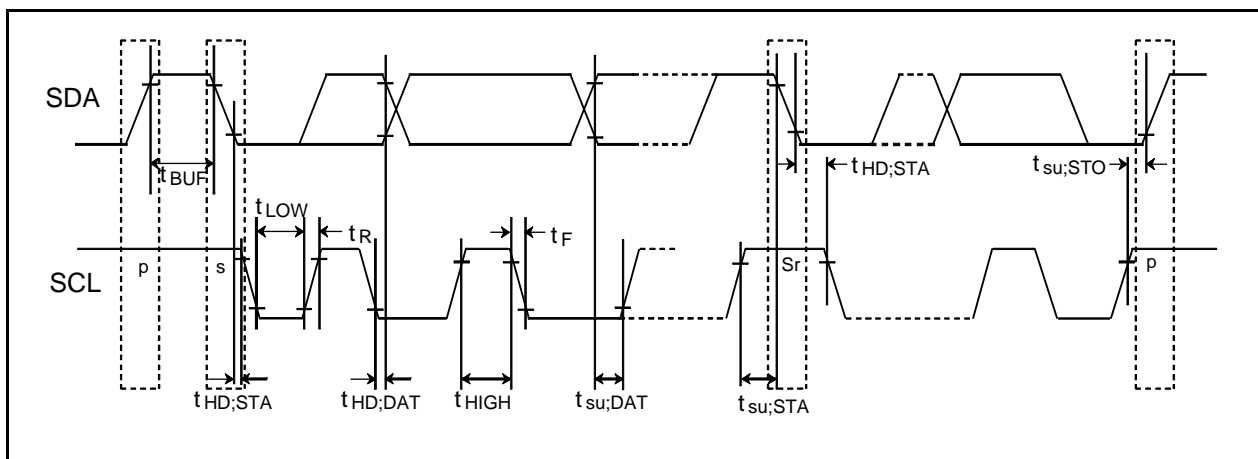 SDA
tBUF
tHD;STA
tsu;STO
tLOW
tR
tF
SCL
p
s
Sr
p
tHD;STA
tHD;DAT
tHIGH
tsu;DAT
tsu;STA